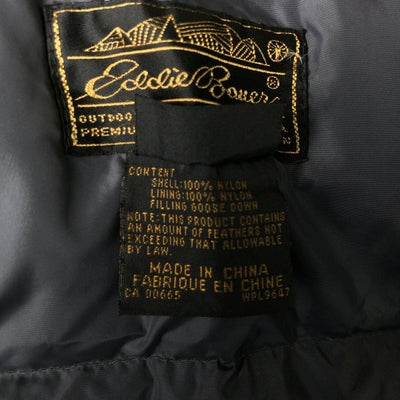 Eddie Bauer ®
OUTDOO
PREMIUM
CONTENT
SHELL:100% NYLON
LINING:100% NYLON
FILLING GOOSE DOWN
NOTE:THIS PRODUCT CONTAINS
AN AMOUNT OF FEATHERS NOT
EXCEEDING THAT ALLOWABLE
BY LAW.
MADE IN CHINA
FABRIQUE EN CHINE
CA 00665 WPL9647